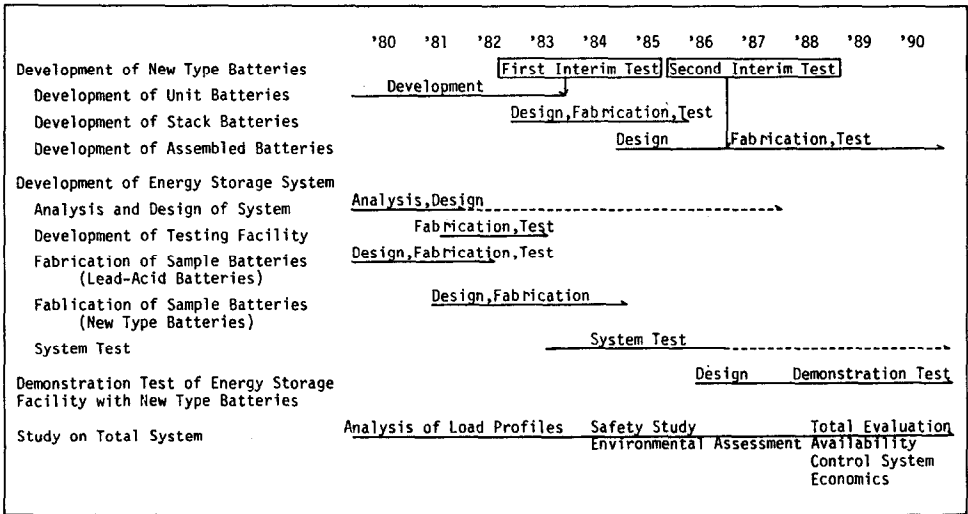 '80 '81 '82 '83 '84 '85 '86 '87 '88 '89 '90
Development of New Type Batteries First Interim Test Second Interim Test
Development of Unit Batteries Development
Development of Stack Batteries Design,Fabrication,Test
Development of Assembled Batteries Design Fabrication,Test
Development of Energy Storage System
Analysis and Design of System Analysis,Design
Development of Testing Facility Fabrication,Test
Fabrication of Sample Batteries Design,Fabrication,Test
(Lead-Acid Batteries)
Fablication of Sample Batteries Design,Fabrication
(New Type Batteries)
System Test System Test
Demonstration Test of Energy Storage Design Demonstration Test
Facility with New Type Batteries
Study on Total System Analysis of Load Profiles Safety Study Total Evaluation
Environmental Assessment Availability
Control System
Economics